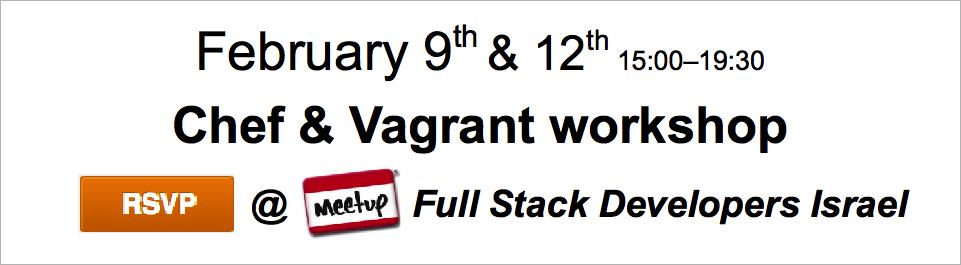 February 9th & 12th 15:00–19:30
Chef & Vagrant workshop
RSVP @ meetup Full Stack Developers Israel